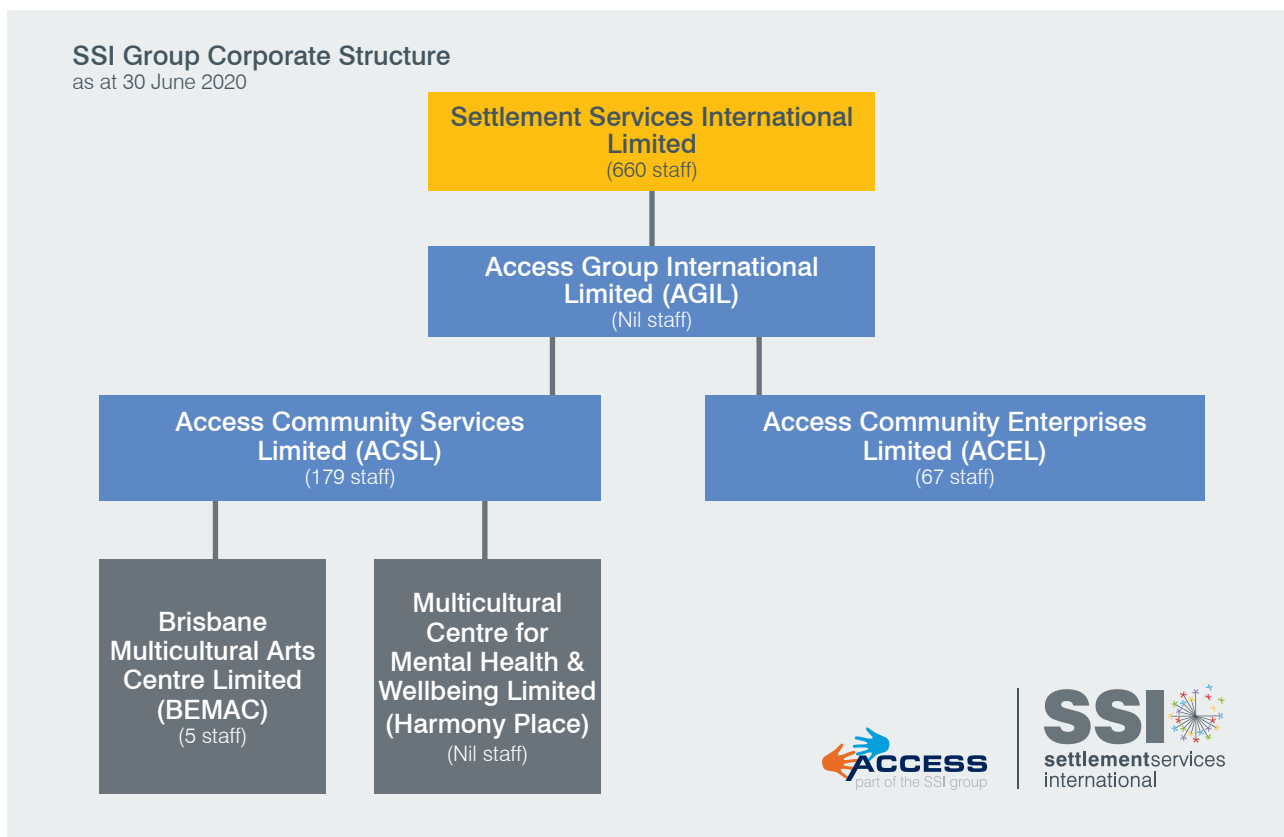 SSI Group Corporate Structure
as at 30 June 2020
Settlement Services International
Limited
(660 staff)
Access Group International
Limited (AGIL)
(Nil staff)
Access Community Services
Limited (ACSL)
(179 staff)
Access Community Enterprises
Limited (ACEL)
(67 staff)
Brisbane
Multicultural Arts
Centre Limited
(BEMAC)
(5 staff)
Multicultural
Centre for
Mental Health &
Wellbeing Limited
(Harmony Place)
(Nil staff)
ACCESS
part of the SSI group
SSI
settlementservices
international